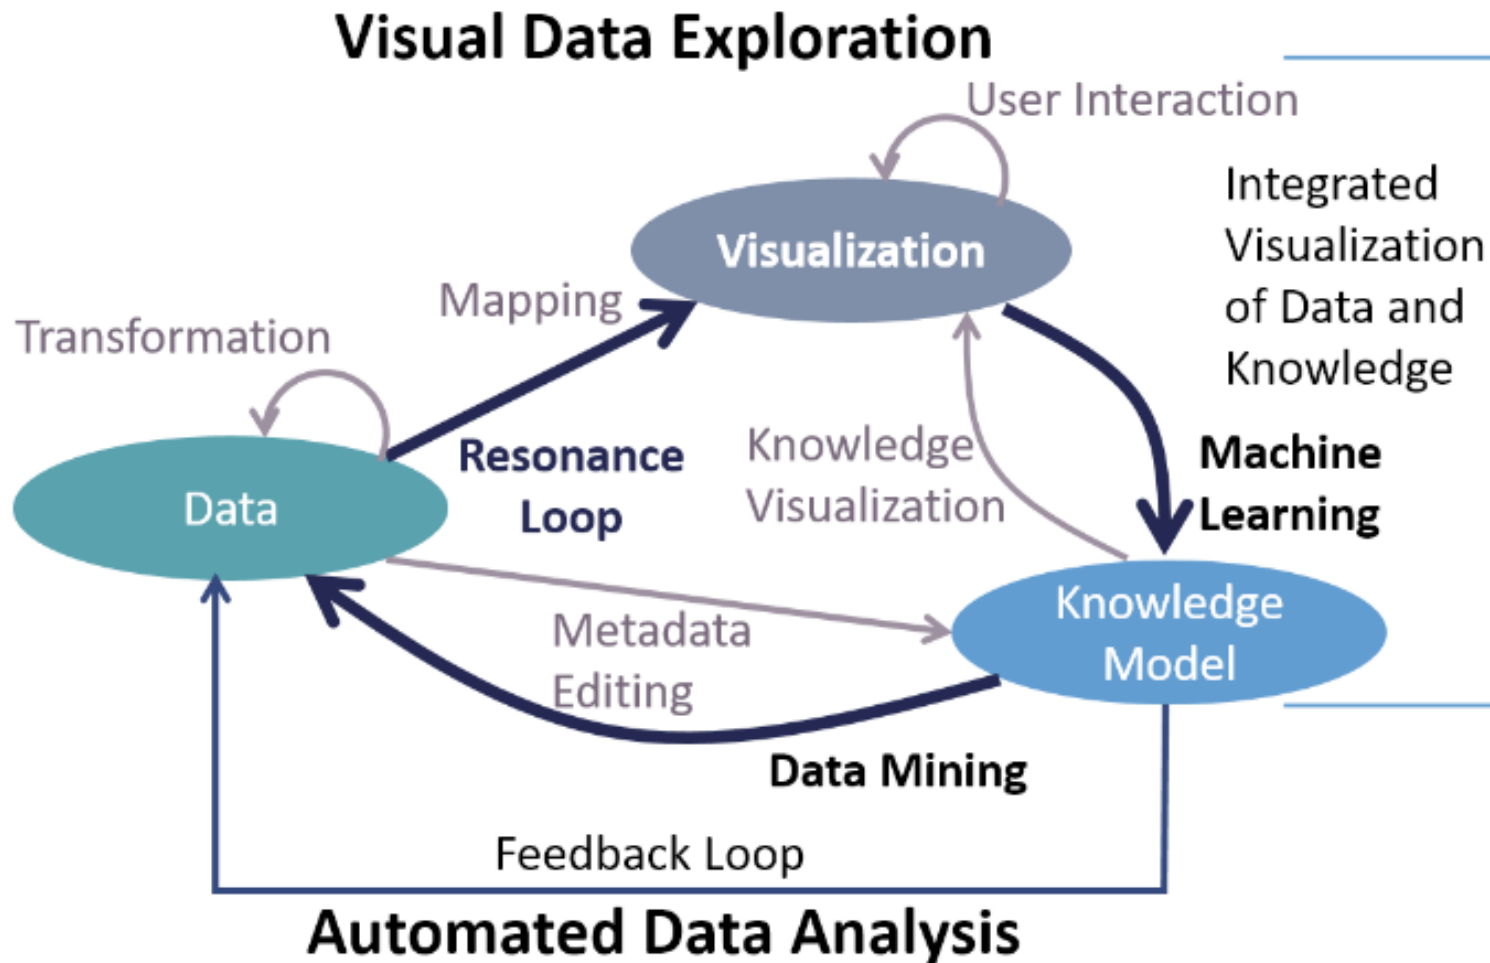 Visual Data Exploration
User Interaction
Integrated
Visualization
of Data and
Knowledge
Visualization
Mapping
Transformation
Resonance
Loop
Knowledge
Visualization
Machine
Learning
Data
Knowledge
Model
Metadata
Editing
Data Mining
Feedback Loop
Automated Data Analysis